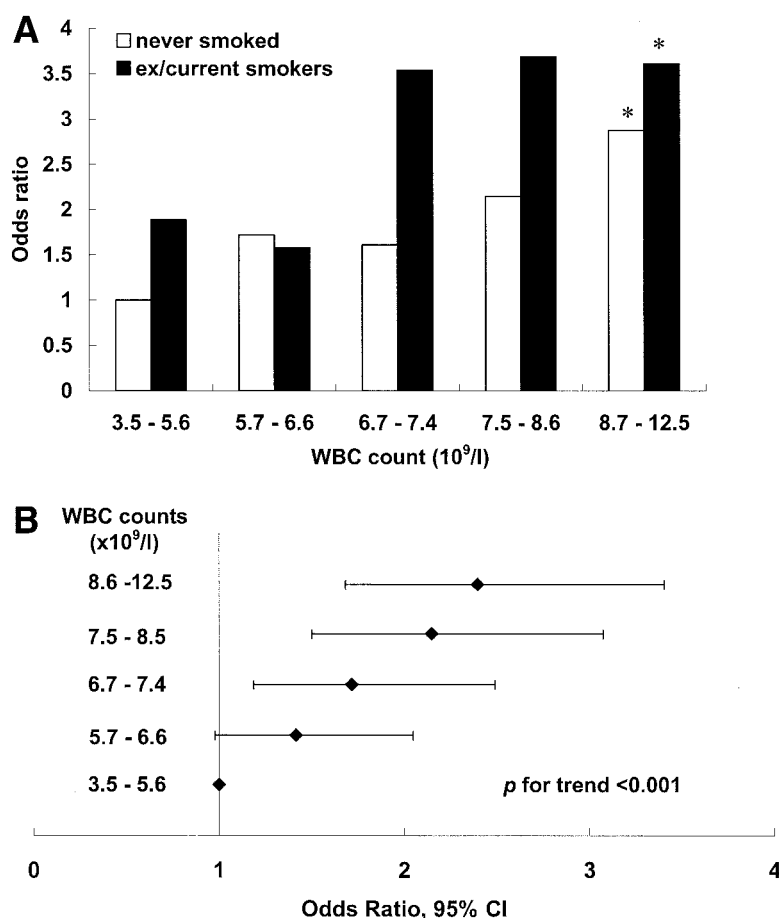 A
never smoked
ex/current smokers
*
*
4
3.5
3
2.5
2
1.5
1
0.5
0
Odds ratio
3.5 - 5.6
5.7 - 6.6
6.7 - 7.4
7.5 - 8.6
8.7 - 12.5
WBC count (10⁹/l)
B
WBC counts
(x10⁹/l)
8.6 -12.5
7.5 - 8.5
6.7 - 7.4
5.7 - 6.6
3.5 - 5.6
p for trend <0.001
0 1 2 3 4
Odds Ratio, 95% CI